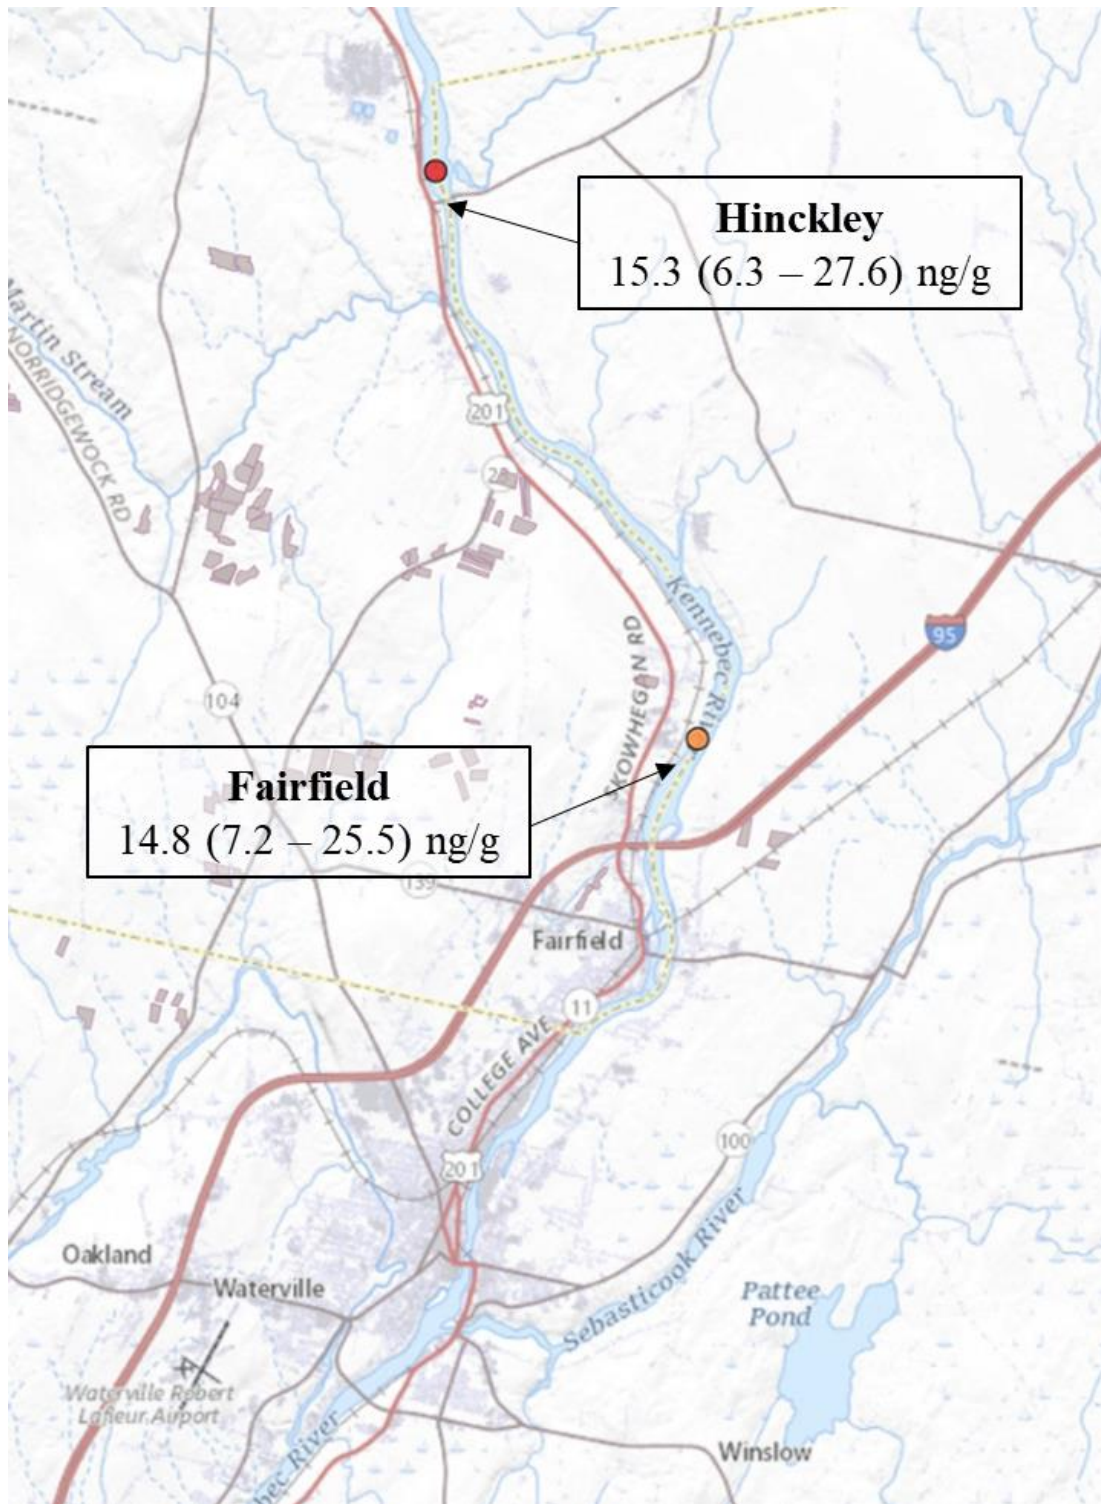 Hinckley
15.3 (6.3 – 27.6) ng/g
Martin Stream
NORRIDGEWOCK RD
201
Kennebec River
SKOWHEGAN RD
95
104
Fairfield
14.8 (7.2 – 25.5) ng/g
139
Fairfield
11
COLLEGE AVE
100
201
Oakland
Waterville
Sebasticook River
Pattee
Pond
Waterville Robert
Lafleur Airport
Winslow
River